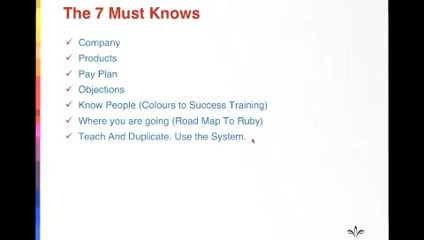 The 7 Must Knows
Company
Products
Pay Plan
Objections
Know People (Colours to Success Training)
Where you are going (Road Map To Ruby)
Teach And Duplicate. Use the System.